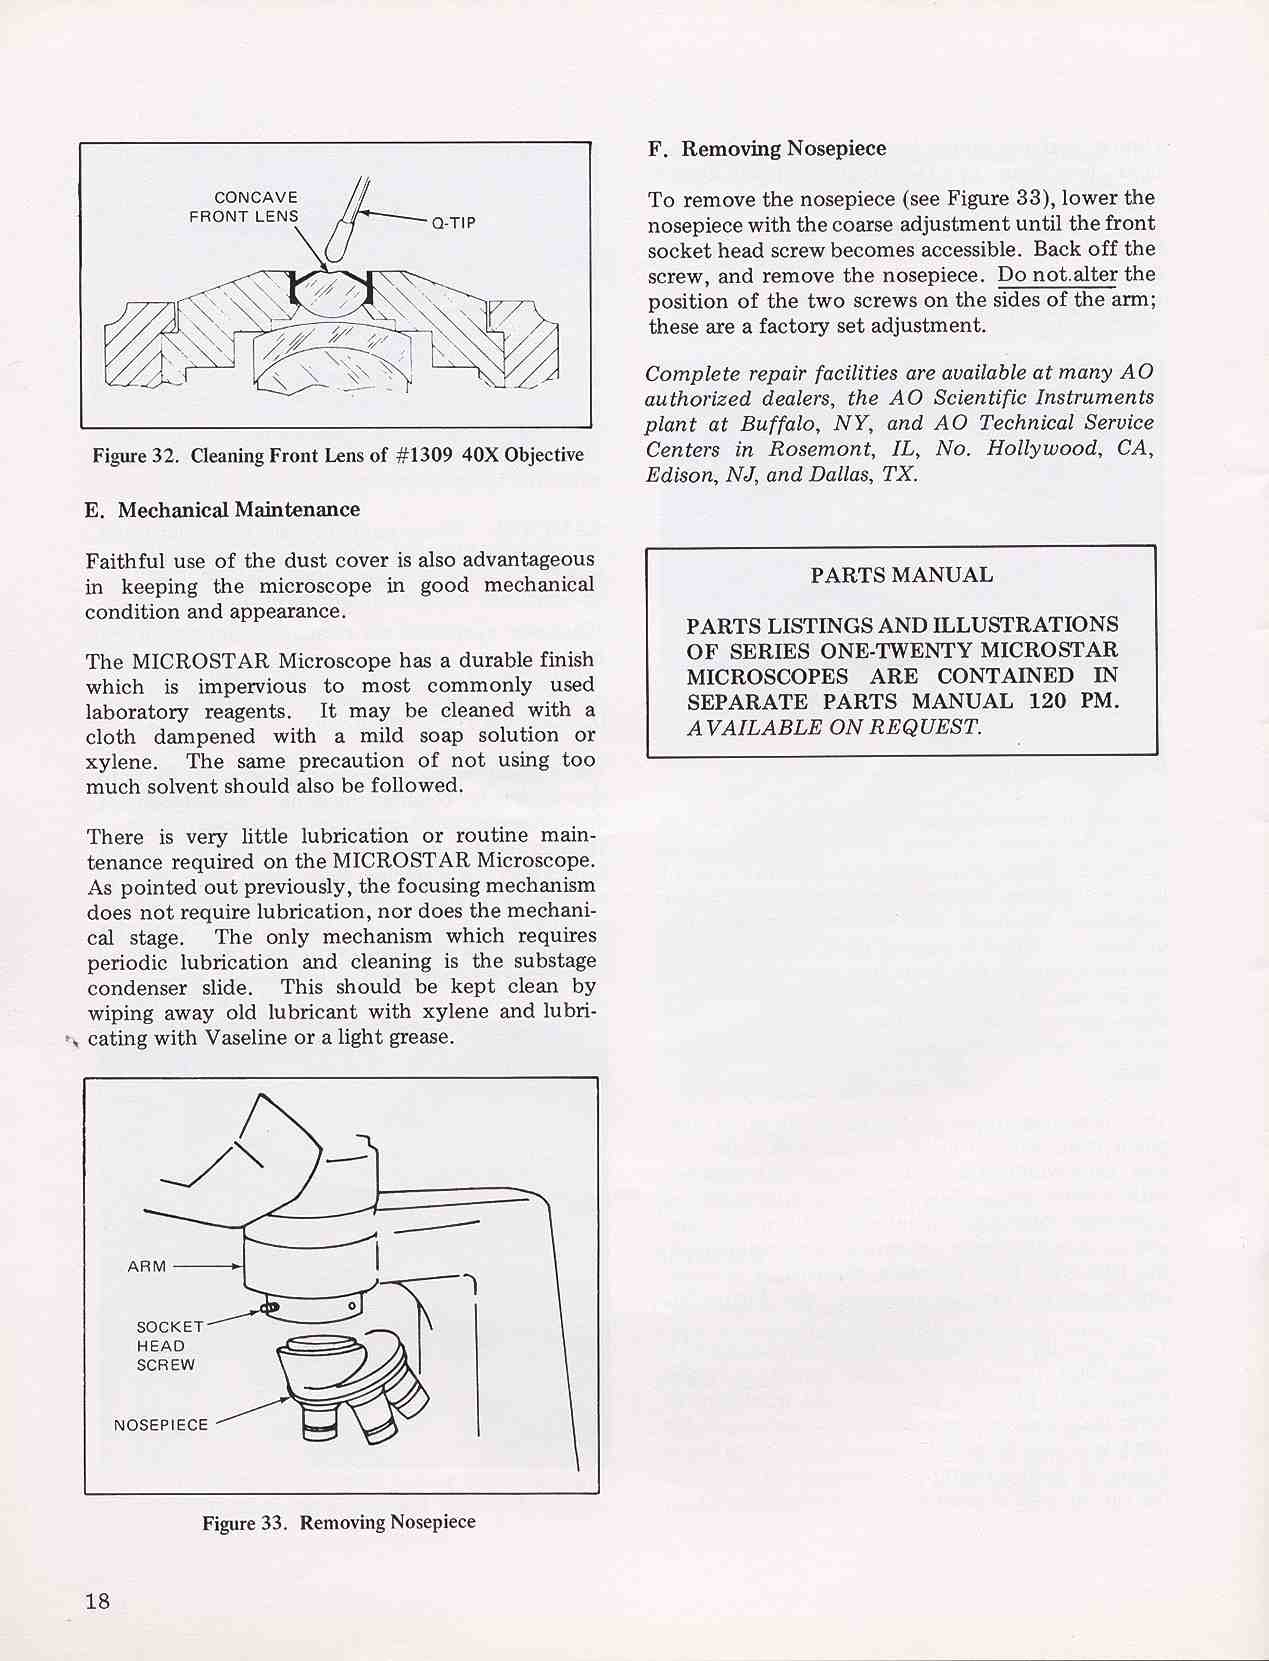 CONCAVE
FRONT LENS
Q-TIP
Figure 32. Cleaning Front Lens of #1309 40X Objective
E. Mechanical Maintenance
Faithful use of the dust cover is also advantageous
in keeping the microscope in good mechanical
condition and appearance.
The MICROSTAR Microscope has a durable finish
which is impervious to most commonly used
laboratory reagents. It may be cleaned with a
cloth dampened with a mild soap solution or
xylene. The same precaution of not using too
much solvent should also be followed.
There is very little lubrication or routine main-
tenance required on the MICROSTAR Microscope.
As pointed out previously, the focusing mechanism
does not require lubrication, nor does the mechani-
cal stage. The only mechanism which requires
periodic lubrication and cleaning is the substage
condenser slide. This should be kept clean by
wiping away old lubricant with xylene and lubri-
cating with Vaseline or a light grease.
ARM
SOCKET
HEAD
SCREW
NOSEPIECE
Figure 33. Removing Nosepiece
18
F. Removing Nosepiece
To remove the nosepiece (see Figure 33), lower the
nosepiece with the coarse adjustment until the front
socket head screw becomes accessible. Back off the
screw, and remove the nosepiece. Do not.alter the
position of the two screws on the sides of the arm;
these are a factory set adjustment.
Complete repair facilities are available at many AO
authorized dealers, the AO Scientific Instruments
plant at Buffalo, NY, and AO Technical Service
Centers in Rosemont, IL, No. Hollywood, CA,
Edison, NJ, and Dallas, TX.
PARTS MANUAL
PARTS LISTINGS AND ILLUSTRATIONS
OF SERIES ONE-TWENTY MICROSTAR
MICROSCOPES ARE CONTAINED IN
SEPARATE PARTS MANUAL 120 PM.
AVAILABLE ON REQUEST.